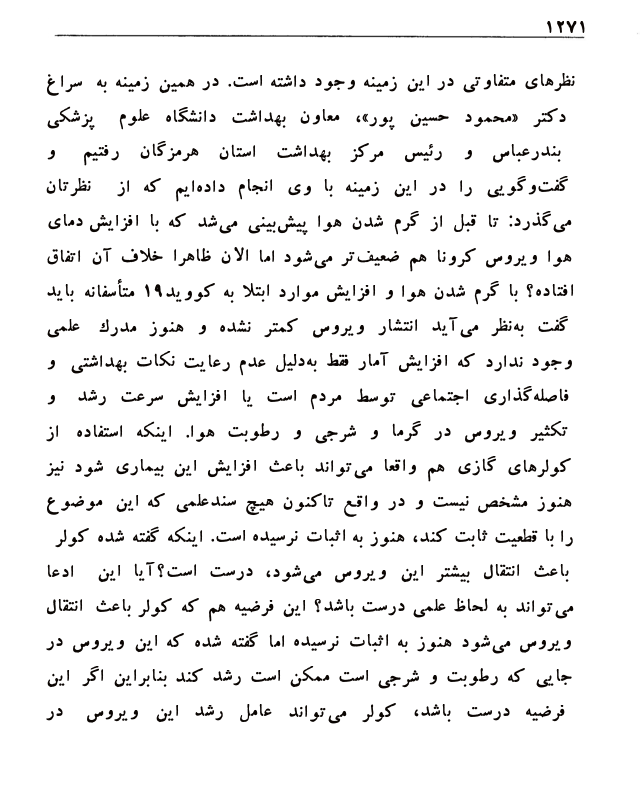 ۱۲۷۱
نظرهای متفاوتی در این زمینه وجود داشته است. در همین زمینه به سراغ
دکتر «محمود حسین پور»، معاون بهداشت دانشگاه علوم پزشکی
بندرعباس و رئیس مرکز بهداشت استان هرمزگان رفتیم و
گفت‌وگویی را در این زمینه با وی انجام داده‌ایم که از نظرتان
می‌گذرد: تا قبل از گرم شدن هوا پیش‌بینی می‌شد که با افزایش دمای
هوا ویروس کرونا هم ضعیف‌تر می‌شود اما الان ظاهرا خلاف آن اتفاق
افتاده؟ با گرم شدن هوا و افزایش موارد ابتلا به کووید۱۹ متأسفانه باید
گفت به‌نظر می‌آید انتشار ویروس کمتر نشده و هنوز مدرك علمی
وجود ندارد که افزایش آمار فقط به‌دلیل عدم رعایت نکات بهداشتی و
فاصله‌گذاری اجتماعی توسط مردم است یا افزایش سرعت رشد و
تکثیر ویروس در گرما و شرجی و رطوبت هوا. اینکه استفاده از
کولرهای گازی هم واقعا می‌تواند باعث افزایش این بیماری شود نیز
هنوز مشخص نیست و در واقع تاکنون هیچ سندعلمی که این موضوع
را با قطعیت ثابت کند، هنوز به اثبات نرسیده است. اینکه گفته شده کولر
باعث انتقال بیشتر این ویروس می‌شود، درست است؟آیا این ادعا
می‌تواند به لحاظ علمی درست باشد؟ این فرضیه هم که کولر باعث انتقال
ویروس می‌شود هنوز به اثبات نرسیده اما گفته شده که این ویروس در
جایی که رطوبت و شرجی است ممکن است رشد کند بنابراین اگر این
فرضیه درست باشد، کولر می‌تواند عامل رشد این ویروس در